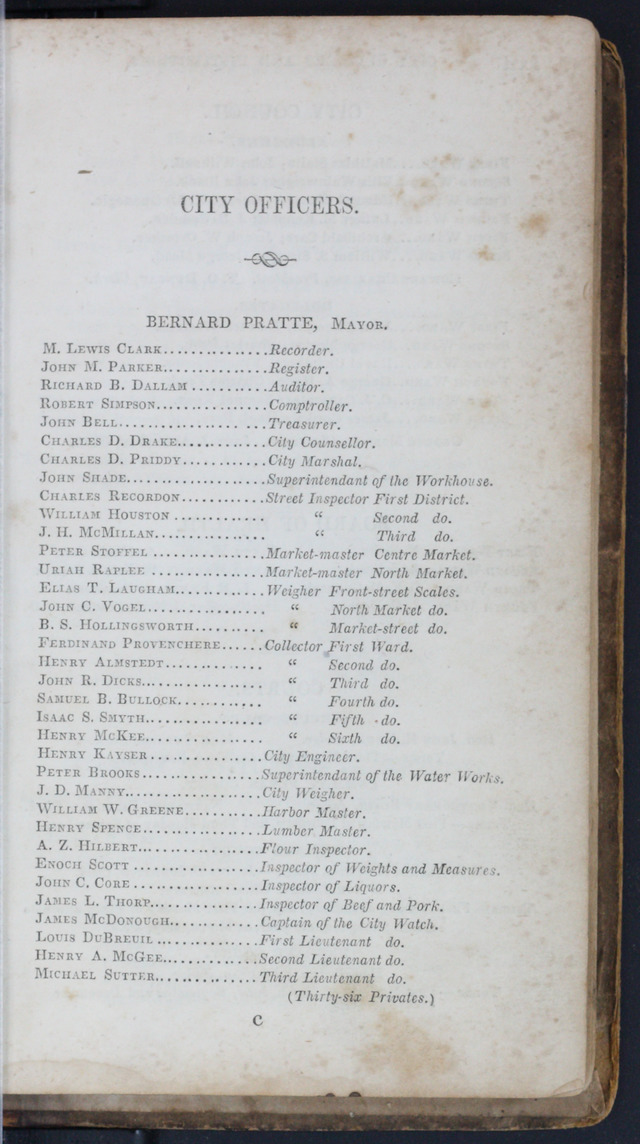 CITY OFFICERS.
BERNARD PRATTE, MAYOR.
M. LEWIS CLARK...............Recorder.
JOHN M. PARKER...............Register.
RICHARD B. DALLAM ...........Auditor.
ROBERT SIMPSON................Comptroller.
JOHN BELL..................... ...Treasurer.
CHARLES D. DRAKE.............City Counsellor.
CHARLES D. PRIDDY............City Marshal.
JOHN SHADE....................Superintendant of the Workhouse.
CHARLES RECORDON............Street Inspector First District.
WILLIAM HOUSTON ............. “ Second do.
J. H. MCMILLAN................ “ Third do.
PETER STOFFEL ................Market-master Centre Market.
URIAH RAPLEE ................Market-master North Market.
ELIAS T. LAUGHAM.............Weigher Front-street Scales.
JOHN C. VOGEL................. “ North Market do.
B. S. HOLLINGSWORTH.......... “ Market-street do.
FERDINAND PROVENCHERE......Collector First Ward.
HENRY ALMSTEDT.............. “ Second do.
JOHN R. DICKS................. “ Third do.
SAMUEL B. BULLOCK............ “ Fourth do.
ISAAC S. SMYTH................. “ Fifth do.
HENRY MCKEE.................. “ Sixth do.
HENRY KAYSER ................City Engineer.
PETER BROOKS.................Superintendant of the Water Works.
J. D. MANNY....................City Weigher.
WILLIAM W. GREENE...........Harbor Master.
HENRY SPENCE.................Lumber Master.
A. Z. HILBERT..................Flour Inspector.
ENOCH SCOTT ..................Inspector of Weights and Measures.
JOHN C. CORE ..................Inspector of Liquors.
JAMES L. THORP................Inspector of Beef and Pork.
JAMES MCDONOUGH.............Captain of the City Watch.
LOUIS DUBREUIL ...............First Lieutenant do.
HENRY A. MCGEE..............Second Lieutenant do.
MICHAEL SUTTER...............Third Lieutenant do.
(Thirty-six Privates.)
C